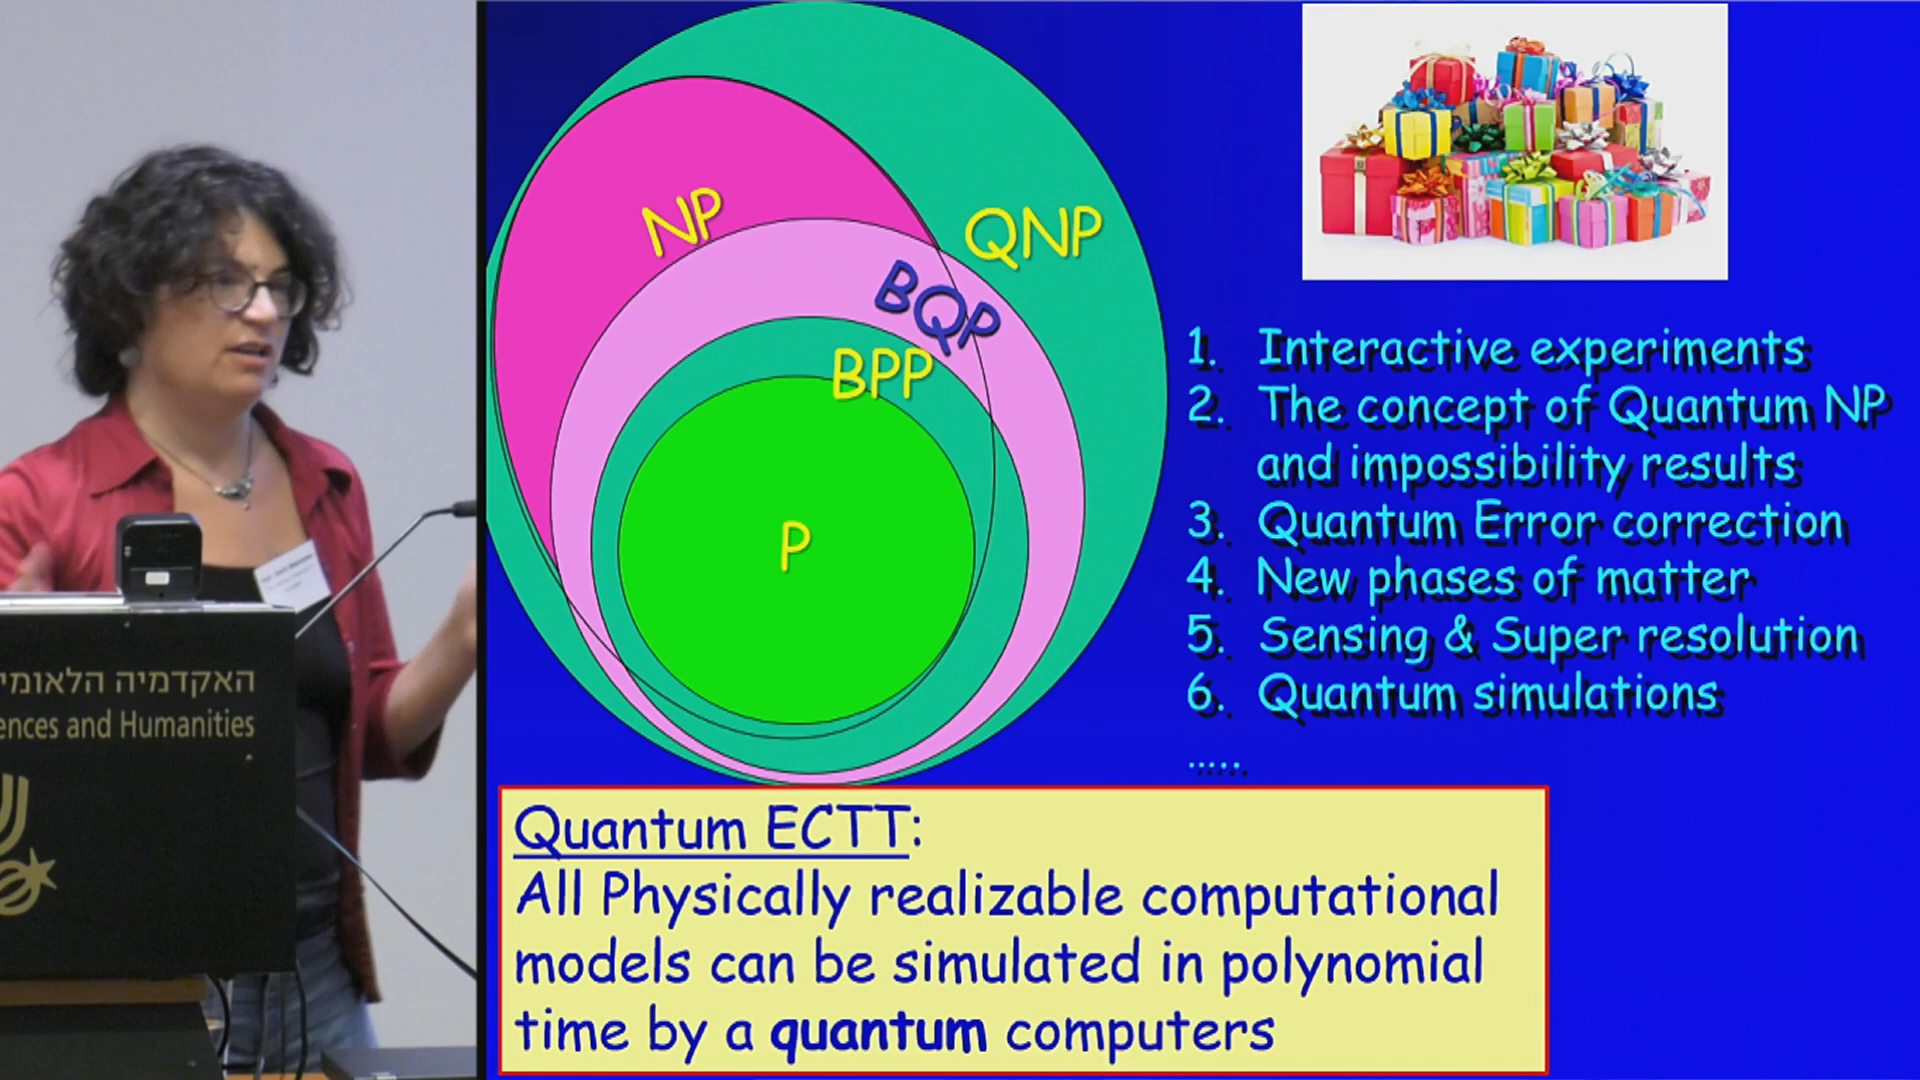 NP
QNP
BQP
BPP
P
1. Interactive experiments
2. The concept of Quantum NP
and impossibility results
3. Quantum Error correction
4. New phases of matter
5. Sensing & Super resolution
6. Quantum simulations
.....
Quantum ECTT:
All Physically realizable computational
models can be simulated in polynomial
time by a quantum computers
האקדמיה הלאומי
ences and Humanities